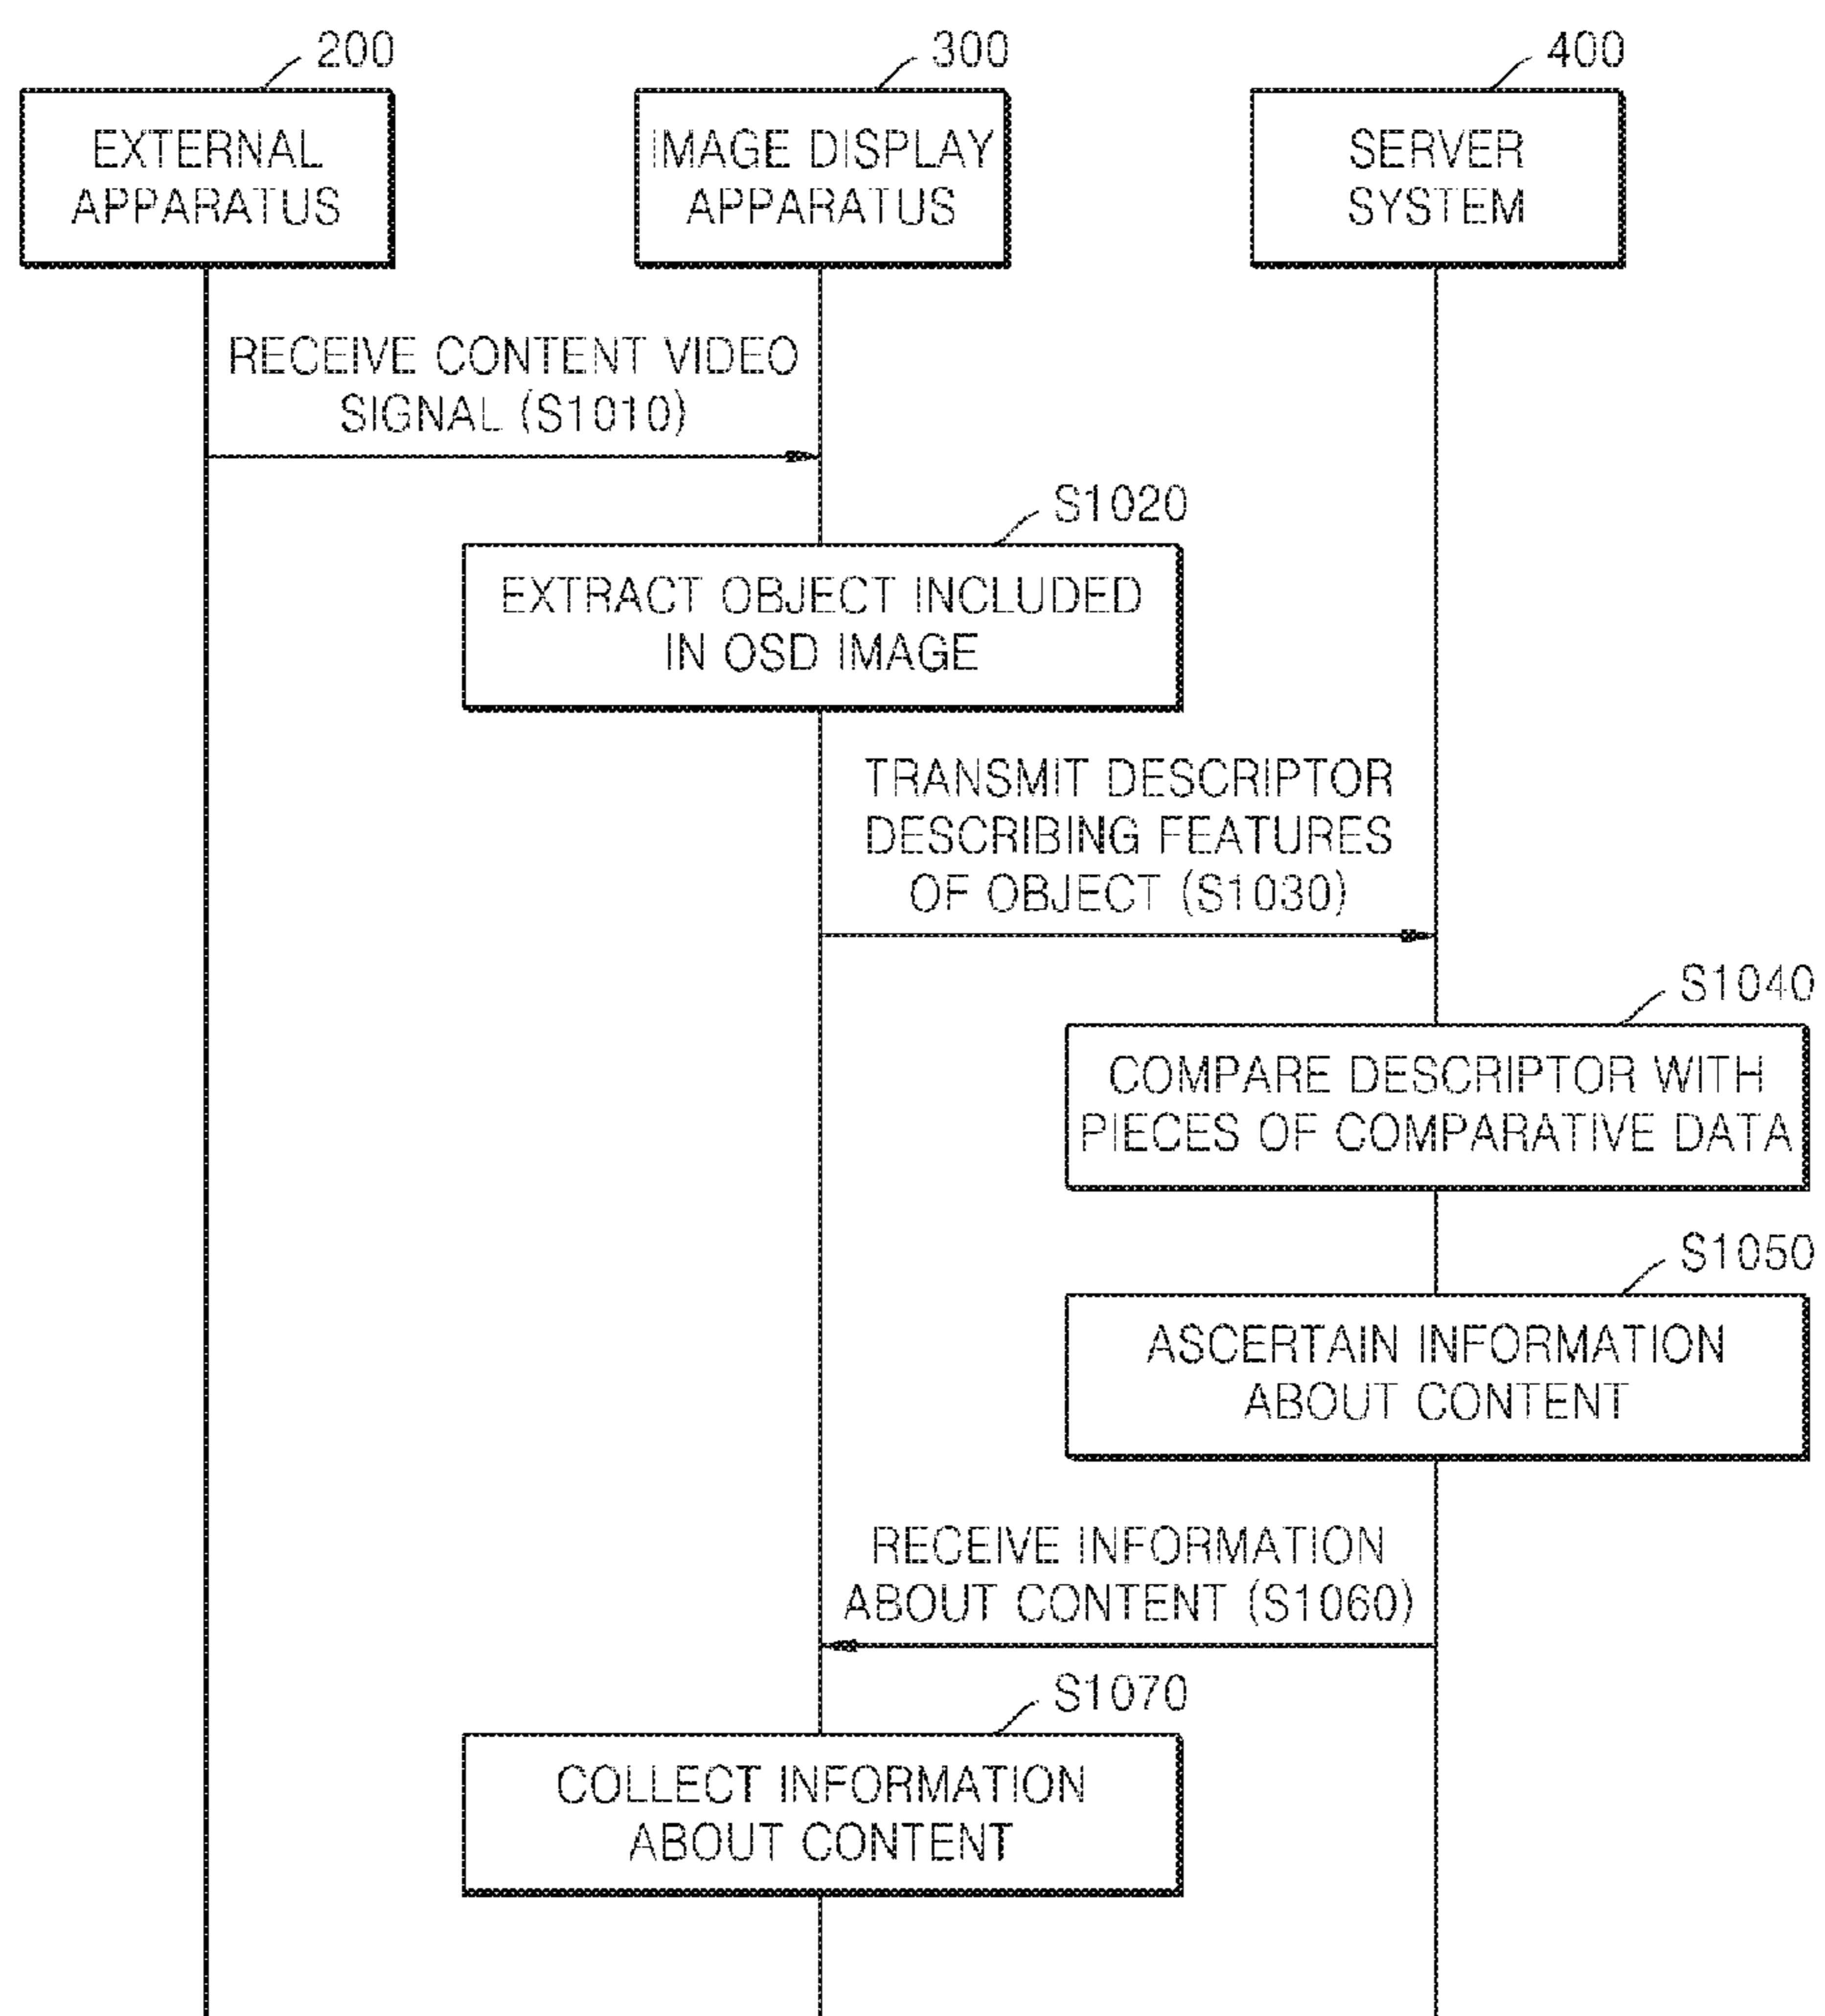 200
300
400
EXTERNAL
APPARATUS
IMAGE DISPLAY
APPARATUS
SERVER
SYSTEM
RECEIVE CONTENT VIDEO
SIGNAL (S1010)
S1020
EXTRACT OBJECT INCLUDED
IN OSD IMAGE
TRANSMIT DESCRIPTOR
DESCRIBING FEATURES
OF OBJECT (S1030)
S1040
COMPARE DESCRIPTOR WITH
PIECES OF COMPARATIVE DATA
S1050
ASCERTAIN INFORMATION
ABOUT CONTENT
RECEIVE INFORMATION
ABOUT CONTENT (S1060)
S1070
COLLECT INFORMATION
ABOUT CONTENT